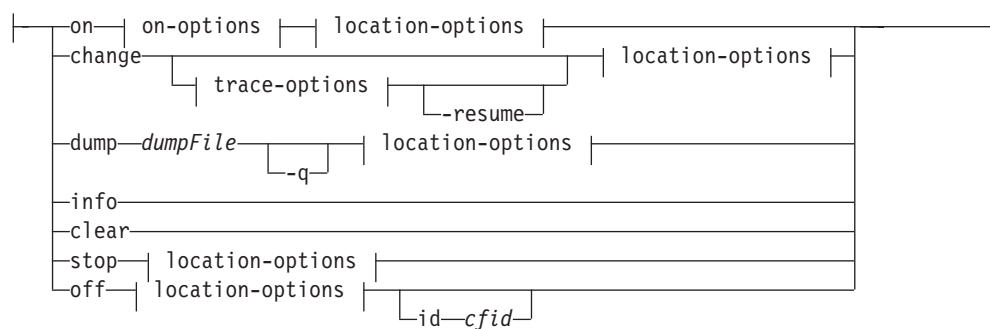 on on-options location-options
change location-options
trace-options
-resume
dump dumpFile location-options
-q
info
clear
stop location-options
off location-options
id cfid